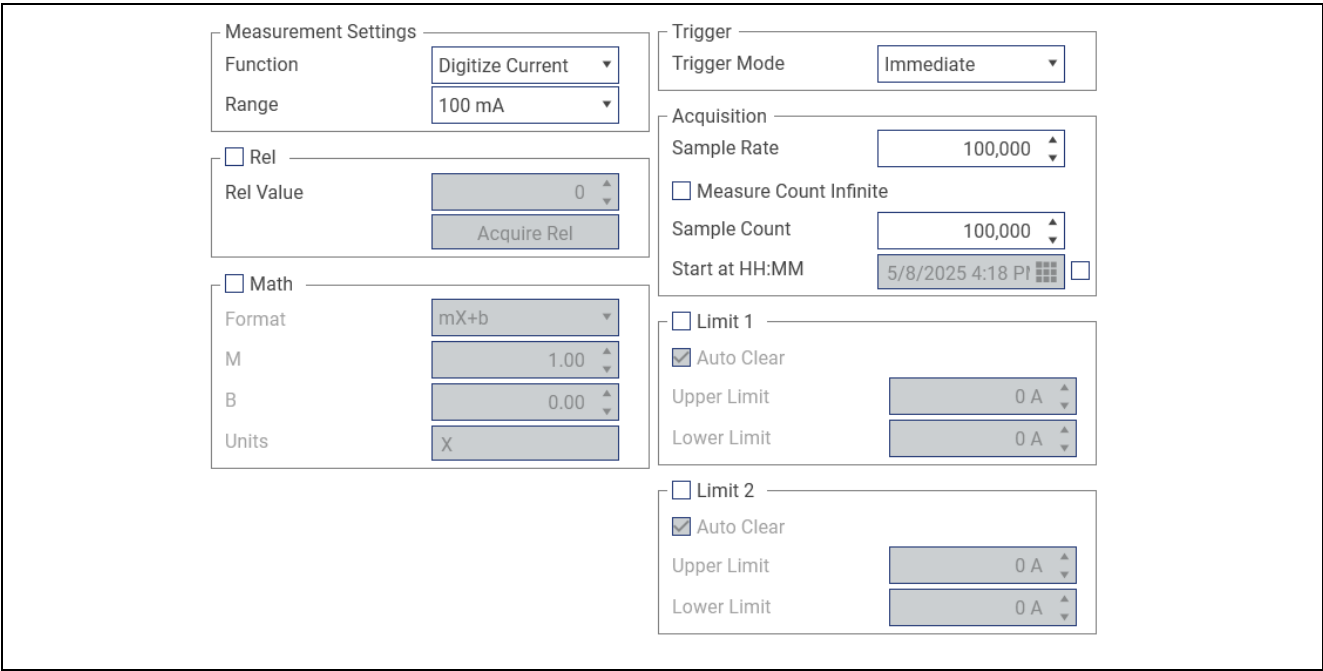 Measurement Settings
Function
Digitize Current
Range
100 mA
Rel
Rel Value
0
Acquire Rel
Math
Format
mX+b
M
1.00
B
0.00
Units
X
Trigger
Trigger Mode
Immediate
Acquisition
Sample Rate
100,000
Measure Count Infinite
Sample Count
100,000
Start at HH:MM
5/8/2025 4:18
Limit 1
Auto Clear
Upper Limit
0 A
Lower Limit
0 A
Limit 2
Auto Clear
Upper Limit
0 A
Lower Limit
0 A